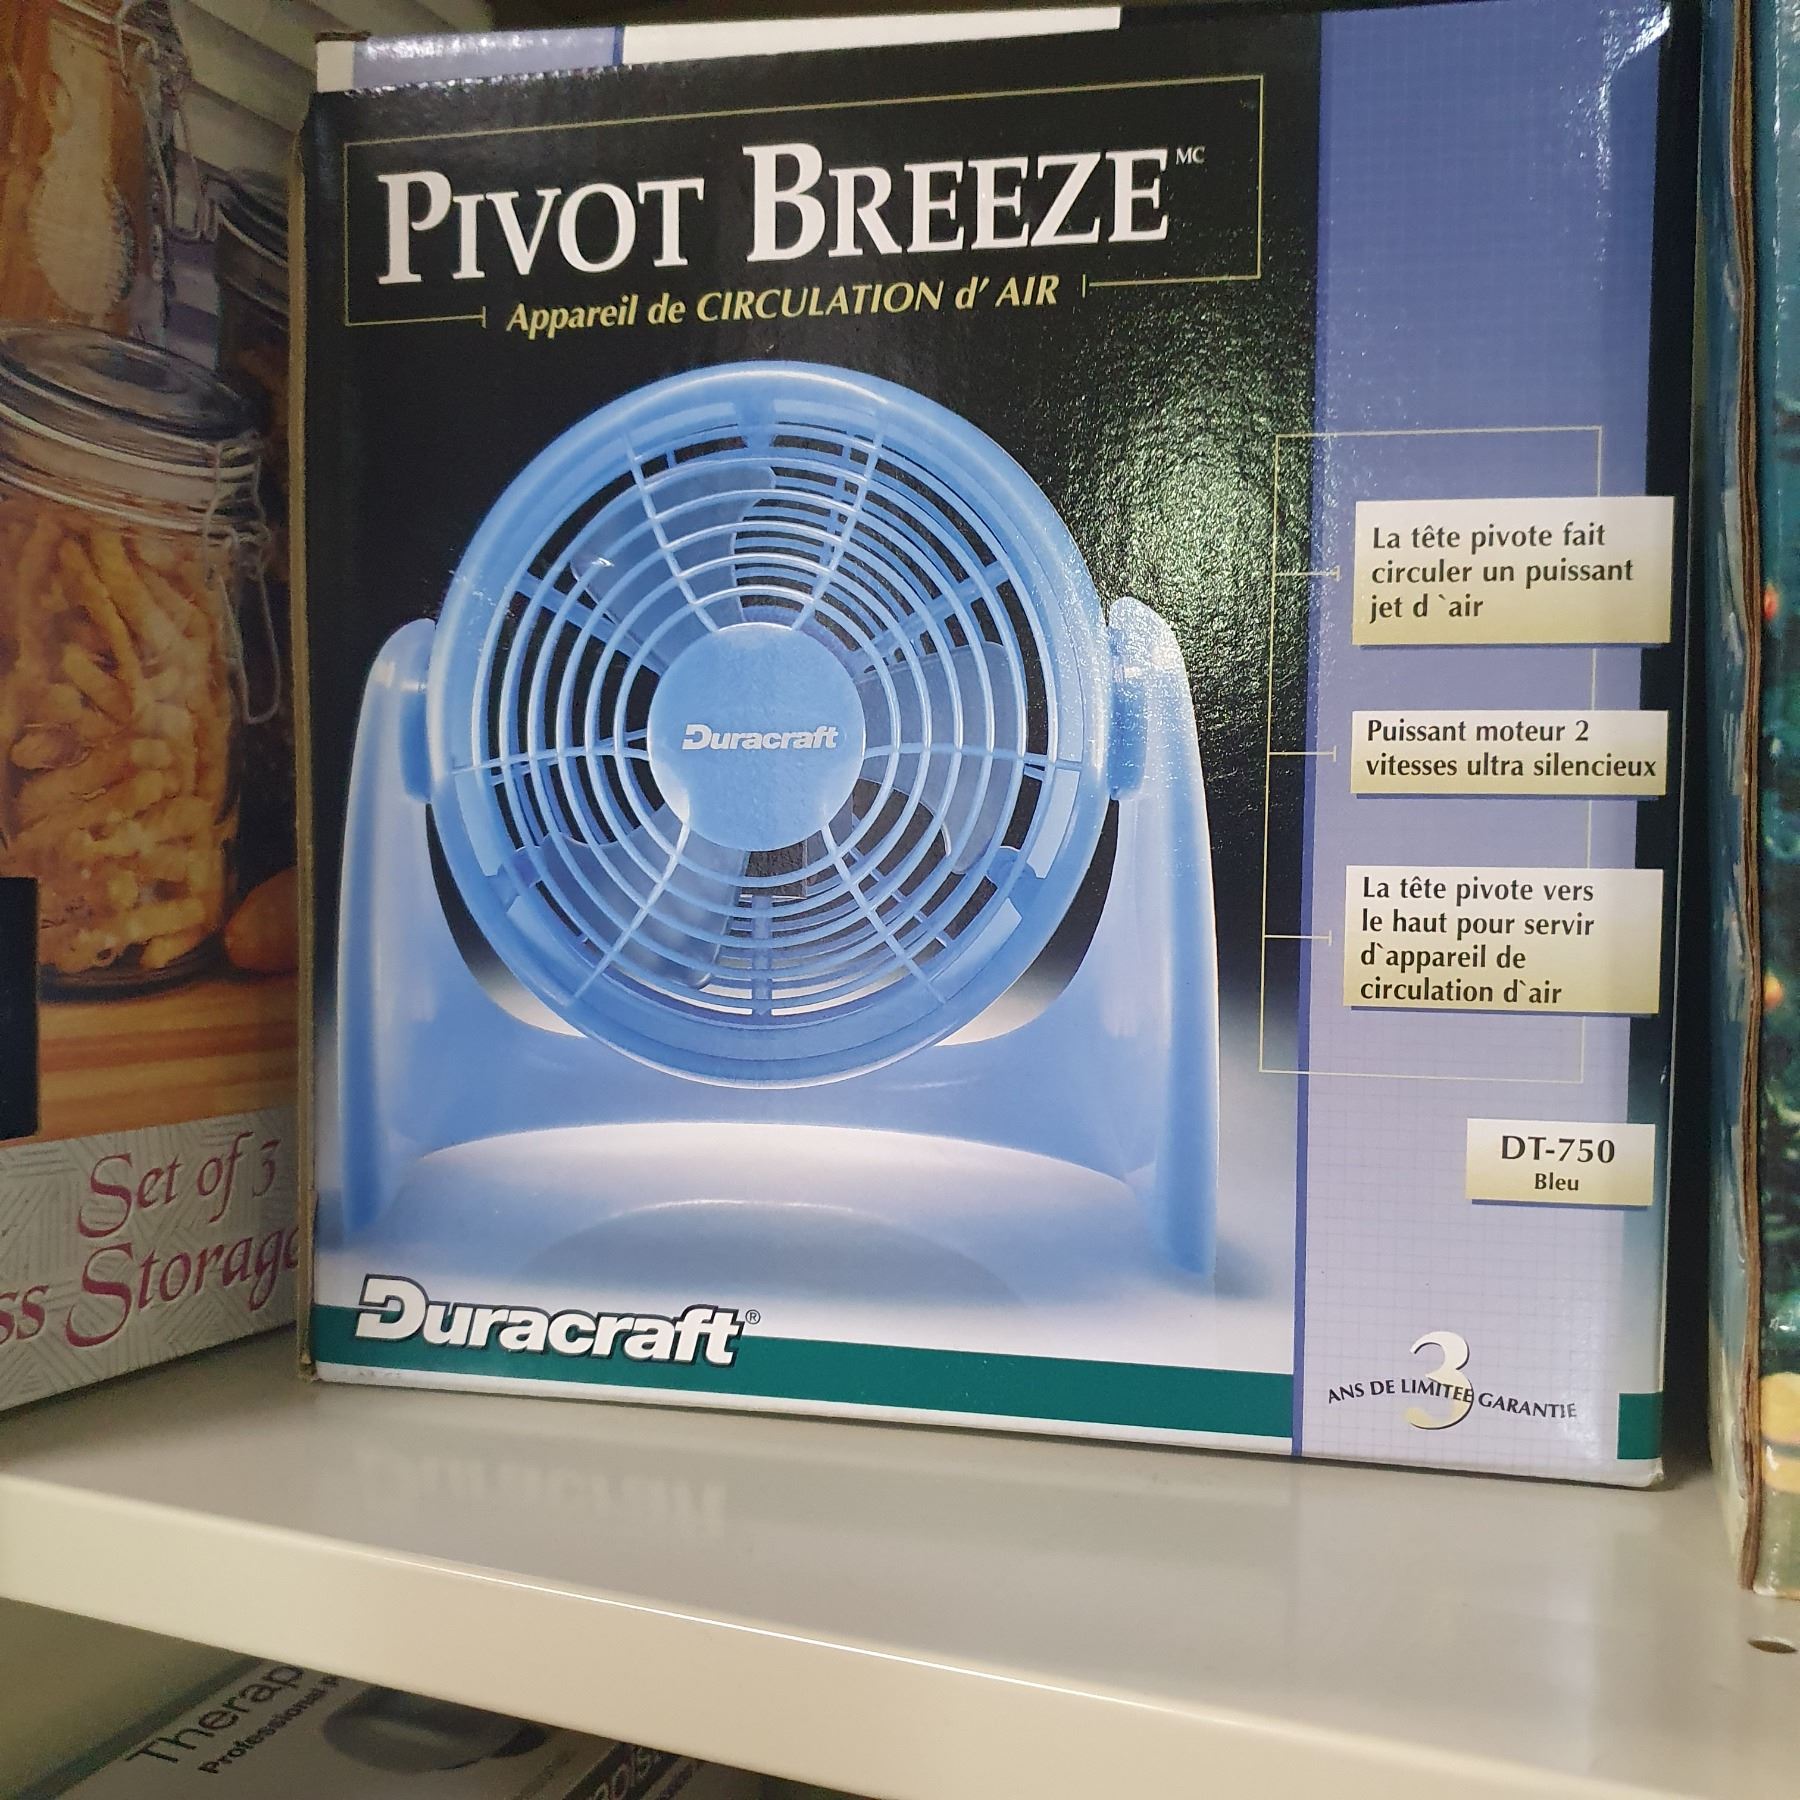 PIVOT BREEZE MC
Appareil de CIRCULATION d' AIR
Duracraft
La tête pivote fait
circuler un puissant
jet d `air
Puissant moteur 2
vitesses ultra silencieux
La tête pivote vers
le haut pour servir
d`appareil de
circulation d`air
DT-750
Bleu
Duracraft®
3
ANS DE LIMITEE GARANTIE
Set of 3
ss Storage
Therap
Professional